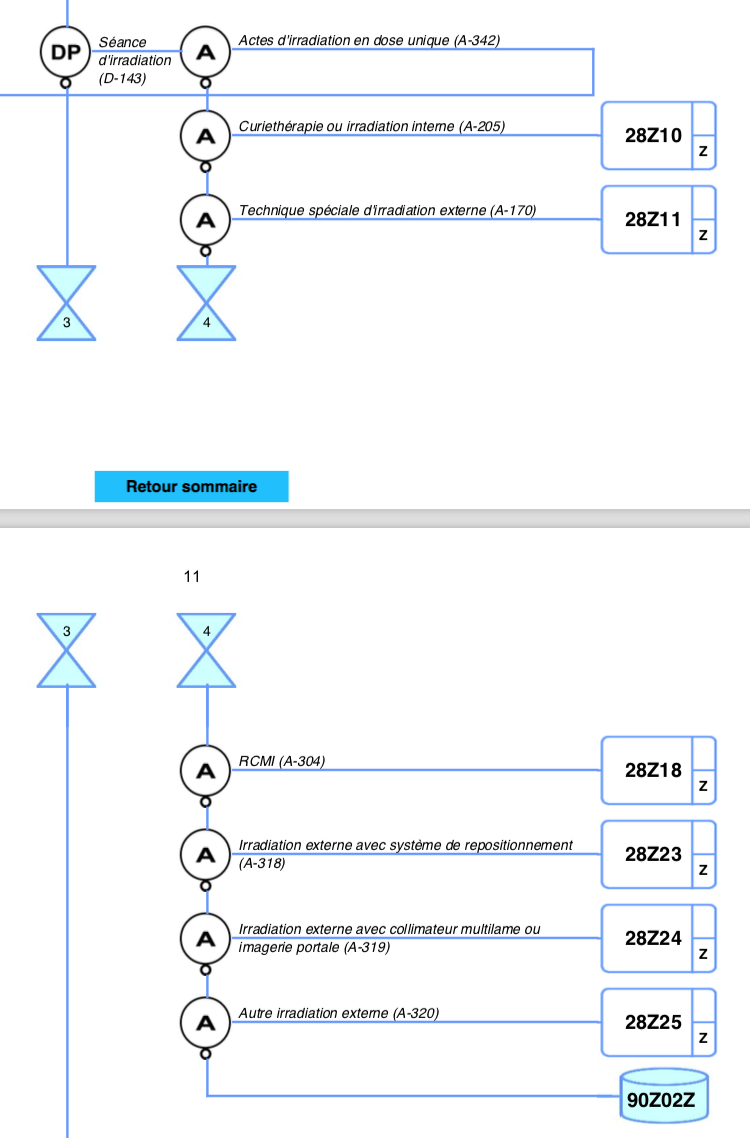 DP
Séance
d'irradiation
(D-143)
A
Actes d'irradiation en dose unique (A-342)
A
Curiethérapie ou irradiation interne (A-205)
28Z10
Z
A
Technique spéciale d'irradiation externe (A-170)
28Z11
Z
3
4
Retour sommaire
11
3
4
A
RCMI (A-304)
28Z18
Z
A
Irradiation externe avec système de repositionnement
(A-318)
28Z23
Z
A
Irradiation externe avec collimateur multilame ou
imagerie portale (A-319)
28Z24
Z
A
Autre irradiation externe (A-320)
28Z25
Z
90Z02Z